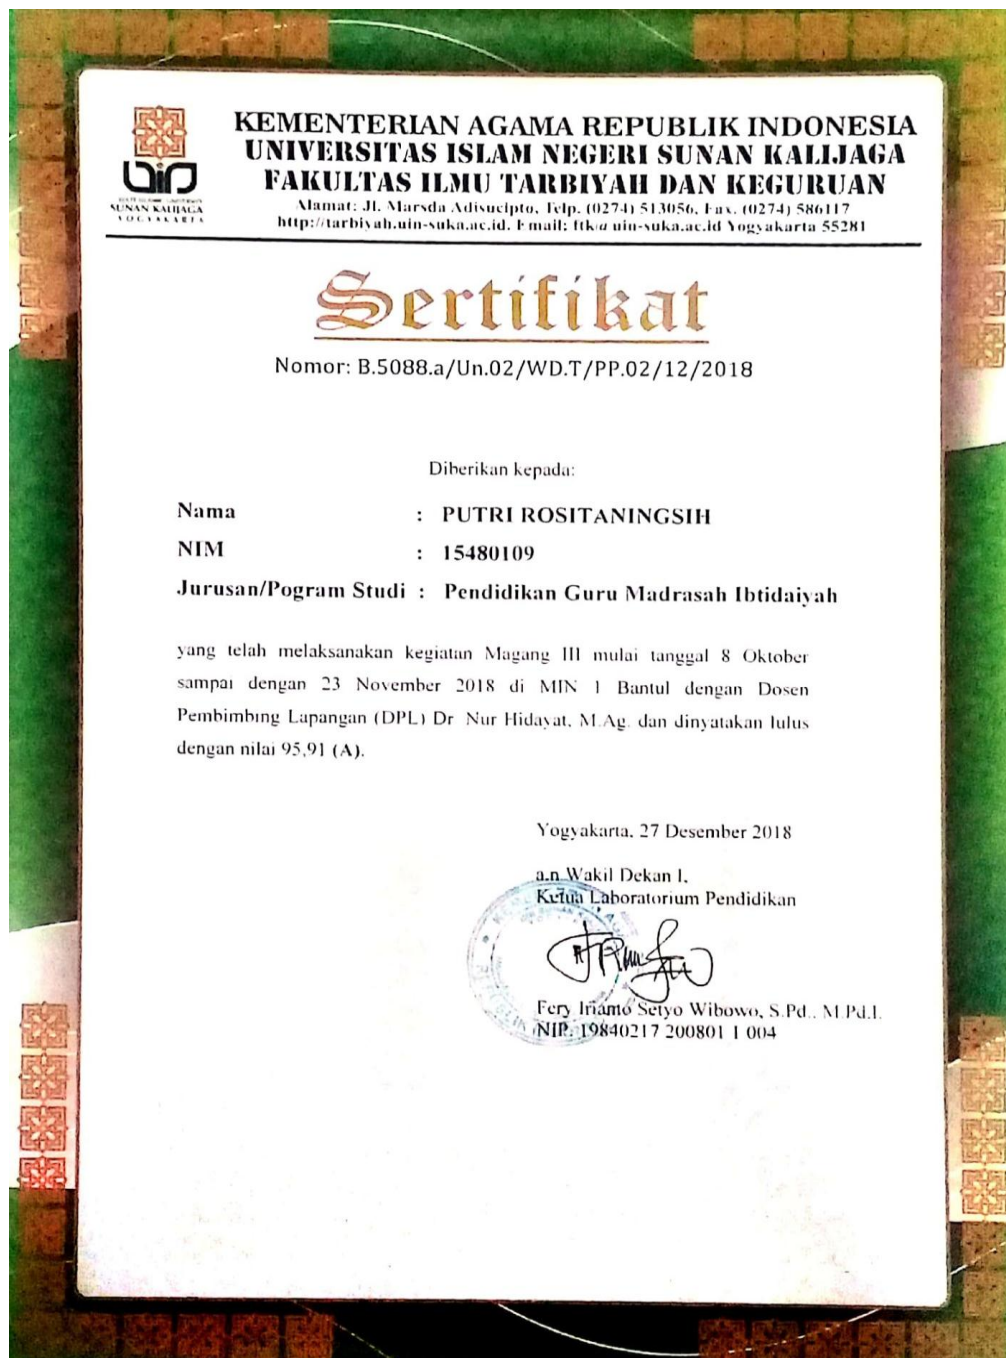 KEMENTERIAN AGAMA REPUBLIK INDONESIA
UNIVERSITAS ISLAM NEGERI SUNAN KALIJAGA
FAKULTAS ILMU TARBIYAH DAN KEGURUAN
Alamat: Jl. Marsda Adisucipto, Telp. (0274) 513056, Fax. (0274) 586117
http://tarbiyah.uin-suka.ac.id. Email: ftk@uin-suka.ac.id Yogyakarta 55281
UIN
STATE ISLAMIC UNIVERSITY
SUNAN KALIJAGA
YOGYAKARTA
Sertifikat
Nomor: B.5088.a/Un.02/WD.T/PP.02/12/2018
Diberikan kepada:
Nama : PUTRI ROSITANINGSIH
NIM : 15480109
Jurusan/Pogram Studi : Pendidikan Guru Madrasah Ibtidaiyah
yang telah melaksanakan kegiatan Magang III mulai tanggal 8 Oktober
sampai dengan 23 November 2018 di MIN 1 Bantul dengan Dosen
Pembimbing Lapangan (DPL) Dr. Nur Hidayat, M.Ag. dan dinyatakan lulus
dengan nilai 95,91 (A).
Yogyakarta, 27 Desember 2018
a.n Wakil Dekan I,
Ketua Laboratorium Pendidikan
Fery Irianto Setyo Wibowo, S.Pd., M.Pd.I.
NIP. 19840217 200801 1 004